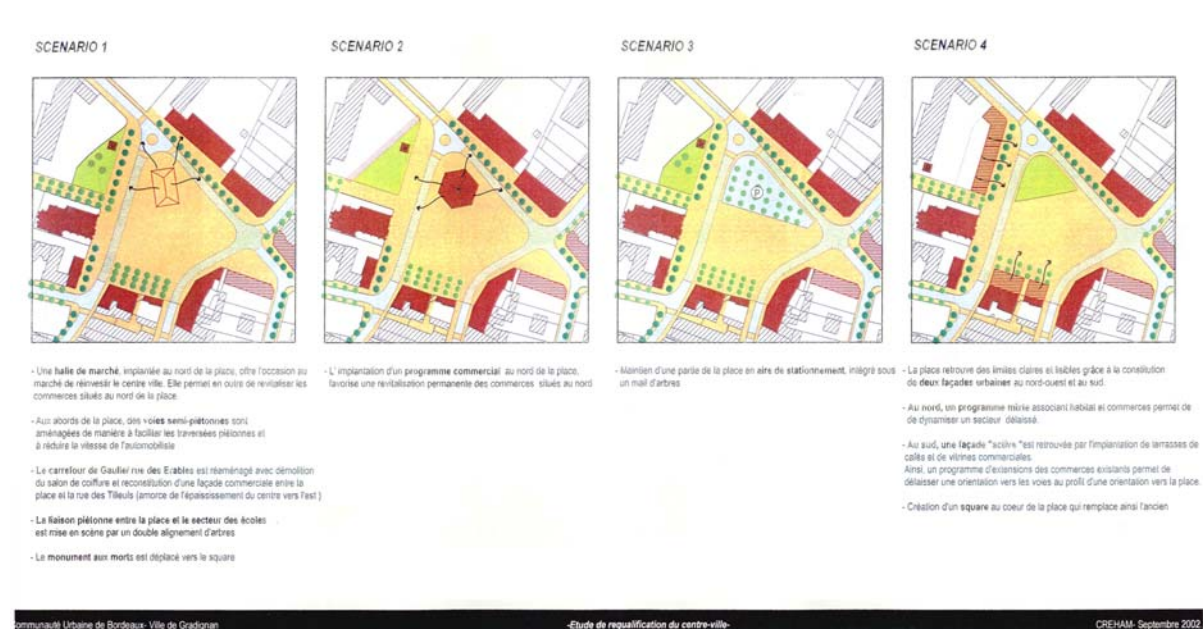 SCENARIO 1
SCENARIO 2
SCENARIO 3
SCENARIO 4
P
- Une halle de marché, implantée au nord de la place, offre l'occasion au
marché de réinvestir le centre ville. Elle permet en outre de revitaliser les
commerces situés au nord de la place.
- Aux abords de la place, des voies semi-piétonnes sont
aménagées de manière à faciliter les traversées piétonnes et
à réduire la vitesse de l'automobiliste
- Le carrefour de Gaulle/ rue des Erables est réaménagé avec démolition
du salon de coiffure et reconstitution d'une façade commerciale entre la
place et la rue des Tilleuls (amorce de l'épaississement du centre vers l'est )
- La liaison piétonne entre la place et le secteur des écoles
est mise en scène par un double alignement d'arbres
- Le monument aux morts est déplacé vers le square
- L' implantation d'un programme commercial au nord de la place,
favorise une revitalisation permanente des commerces situés au nord
- Maintien d'une partie de la place en aire de stationnement, intégré sous
un mail d'arbres
- La place retrouve des limites claires et lisibles grâce à la constitution
de deux façades urbaines au nord-ouest et au sud.
- Au nord, un programme mixte associant habitat et commerces permet de
de dynamiser un secteur délaissé.
- Au sud, une façade "active "est retrouvée par l'implantation de terrasses de
cafés et de vitrines commerciales.
Ainsi, un programme d'extensions des commerces existants permet de
délaisser une orientation vers les voies au profit d'une orientation vers la place.
- Création d'un square au coeur de la place qui remplace ainsi l'ancien
ommunauté Urbaine de Bordeaux- Ville de Gradignan
-Etude de requalification du centre-ville-
CREHAM- Septembre 2002